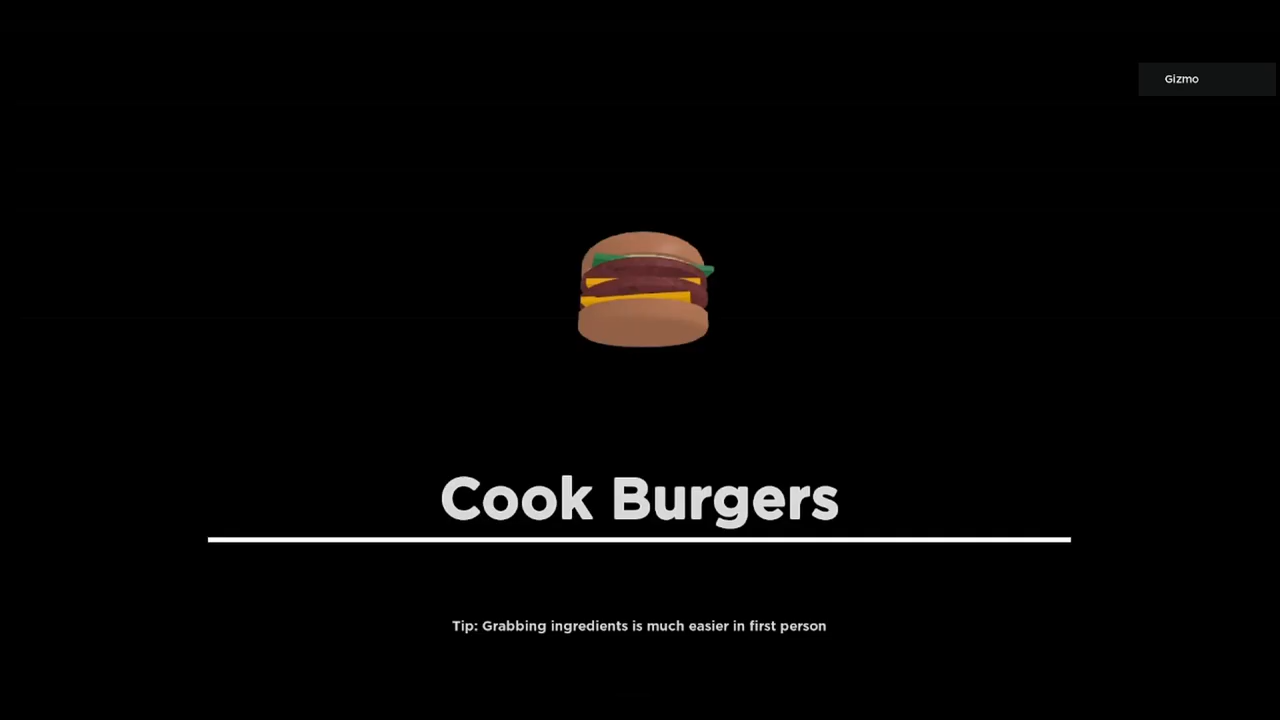 Gizmo
Cook Burgers
Tip: Grabbing ingredients is much easier in first person